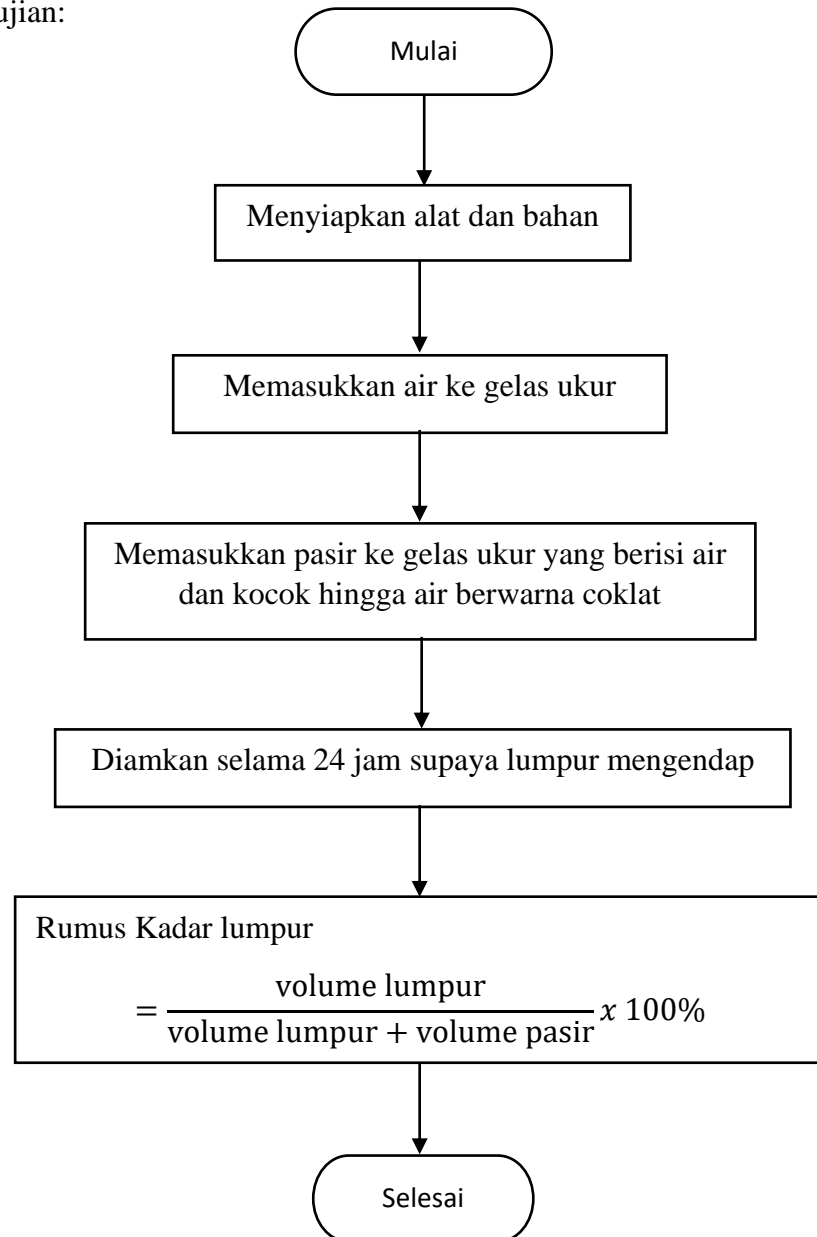 ujian:
Mulai
Menyiapkan alat dan bahan
Memasukkan air ke gelas ukur
Memasukkan pasir ke gelas ukur yang berisi air
dan kocok hingga air berwarna coklat
Diamkan selama 24 jam supaya lumpur mengendap
Rumus Kadar lumpur
volume lumpur
= x 100%
volume lumpur + volume pasir
Selesai